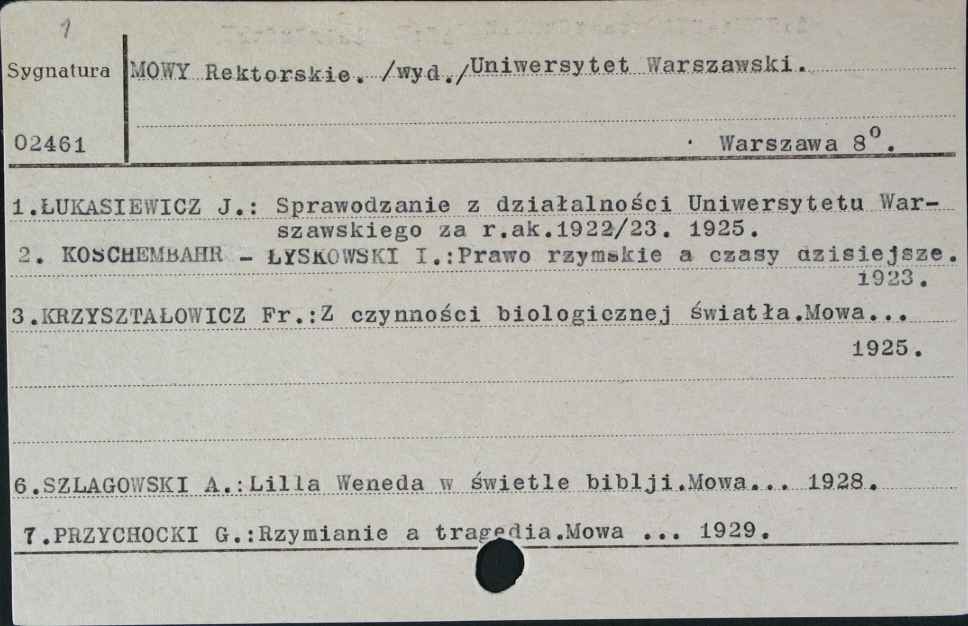 1
Sygnatura
MOWY Rektorskie. /wyd./Uniwersytet Warszawski.
02461
Warszawa 8°.
1.ŁUKASIEWICZ J.: Sprawodzanie z działalności Uniwersytetu War-
szawskiego za r.ak.1922/23. 1925.
2. KOSCHEMBAHR - ŁYSKOWSKI I.:Prawo rzymskie a czasy dzisiejsze.
1923.
3.KRZYSZTAŁOWICZ Fr.:Z czynności biologicznej światła.Mowa...
1925.
6.SZLAGOWSKI A.:Lilla Weneda w świetle biblji.Mowa... 1928.
7.PRZYCHOCKI G.:Rzymianie a tragedia.Mowa ... 1929.